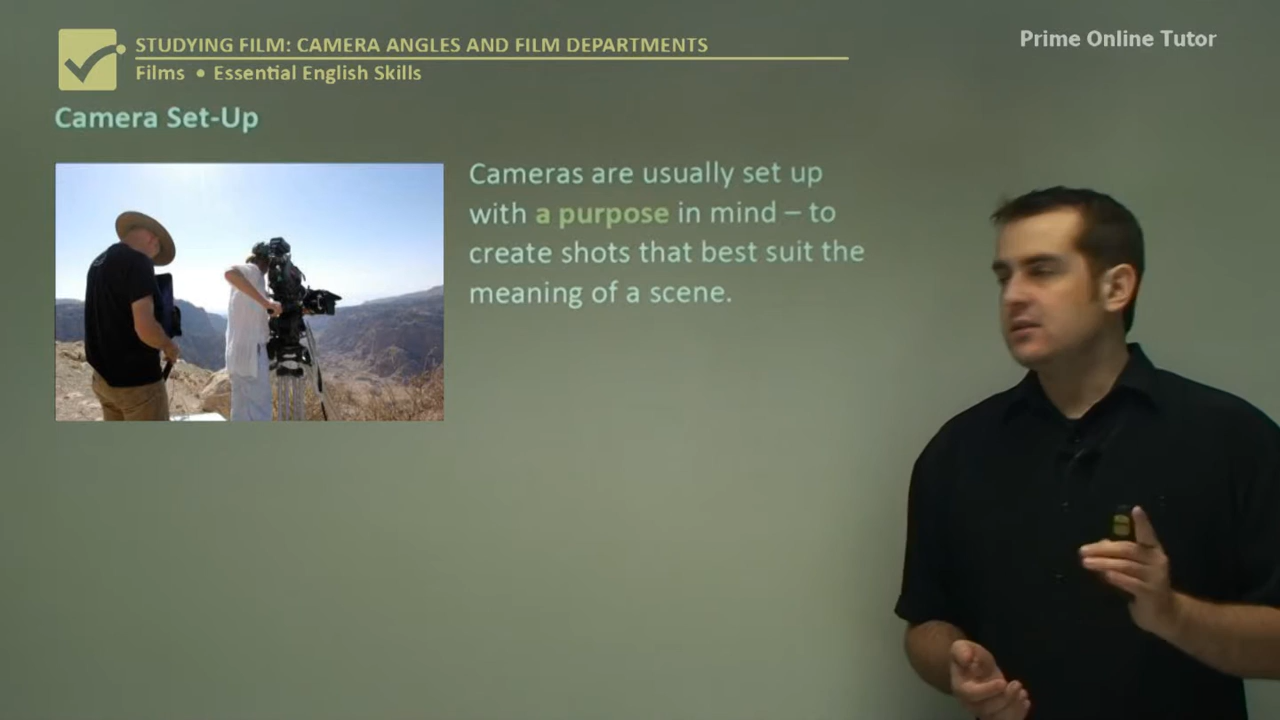 STUDYING FILM: CAMERA ANGLES AND FILM DEPARTMENTS
Prime Online Tutor
Films • Essential English Skills
Camera Set-Up
Cameras are usually set up
with a purpose in mind – to
create shots that best suit the
meaning of a scene.